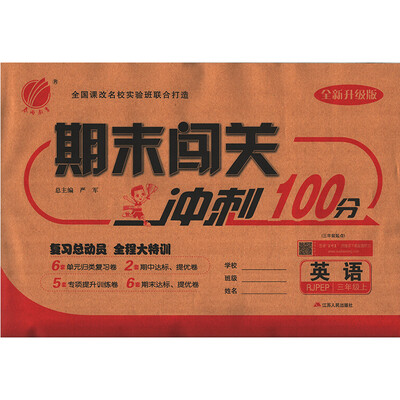 全国课改名校实验班联合打造
全新升级版
春雨教育
期末闯关
冲刺100分
总主编 严军
复习总动员 全程大特训
6套单元归类复习卷 2套期中达标、提优卷
5套专项提升训练卷 6套期末达标、提优卷
学校
班级
姓名
英语
RJPEP 三年级上
江苏人民出版社